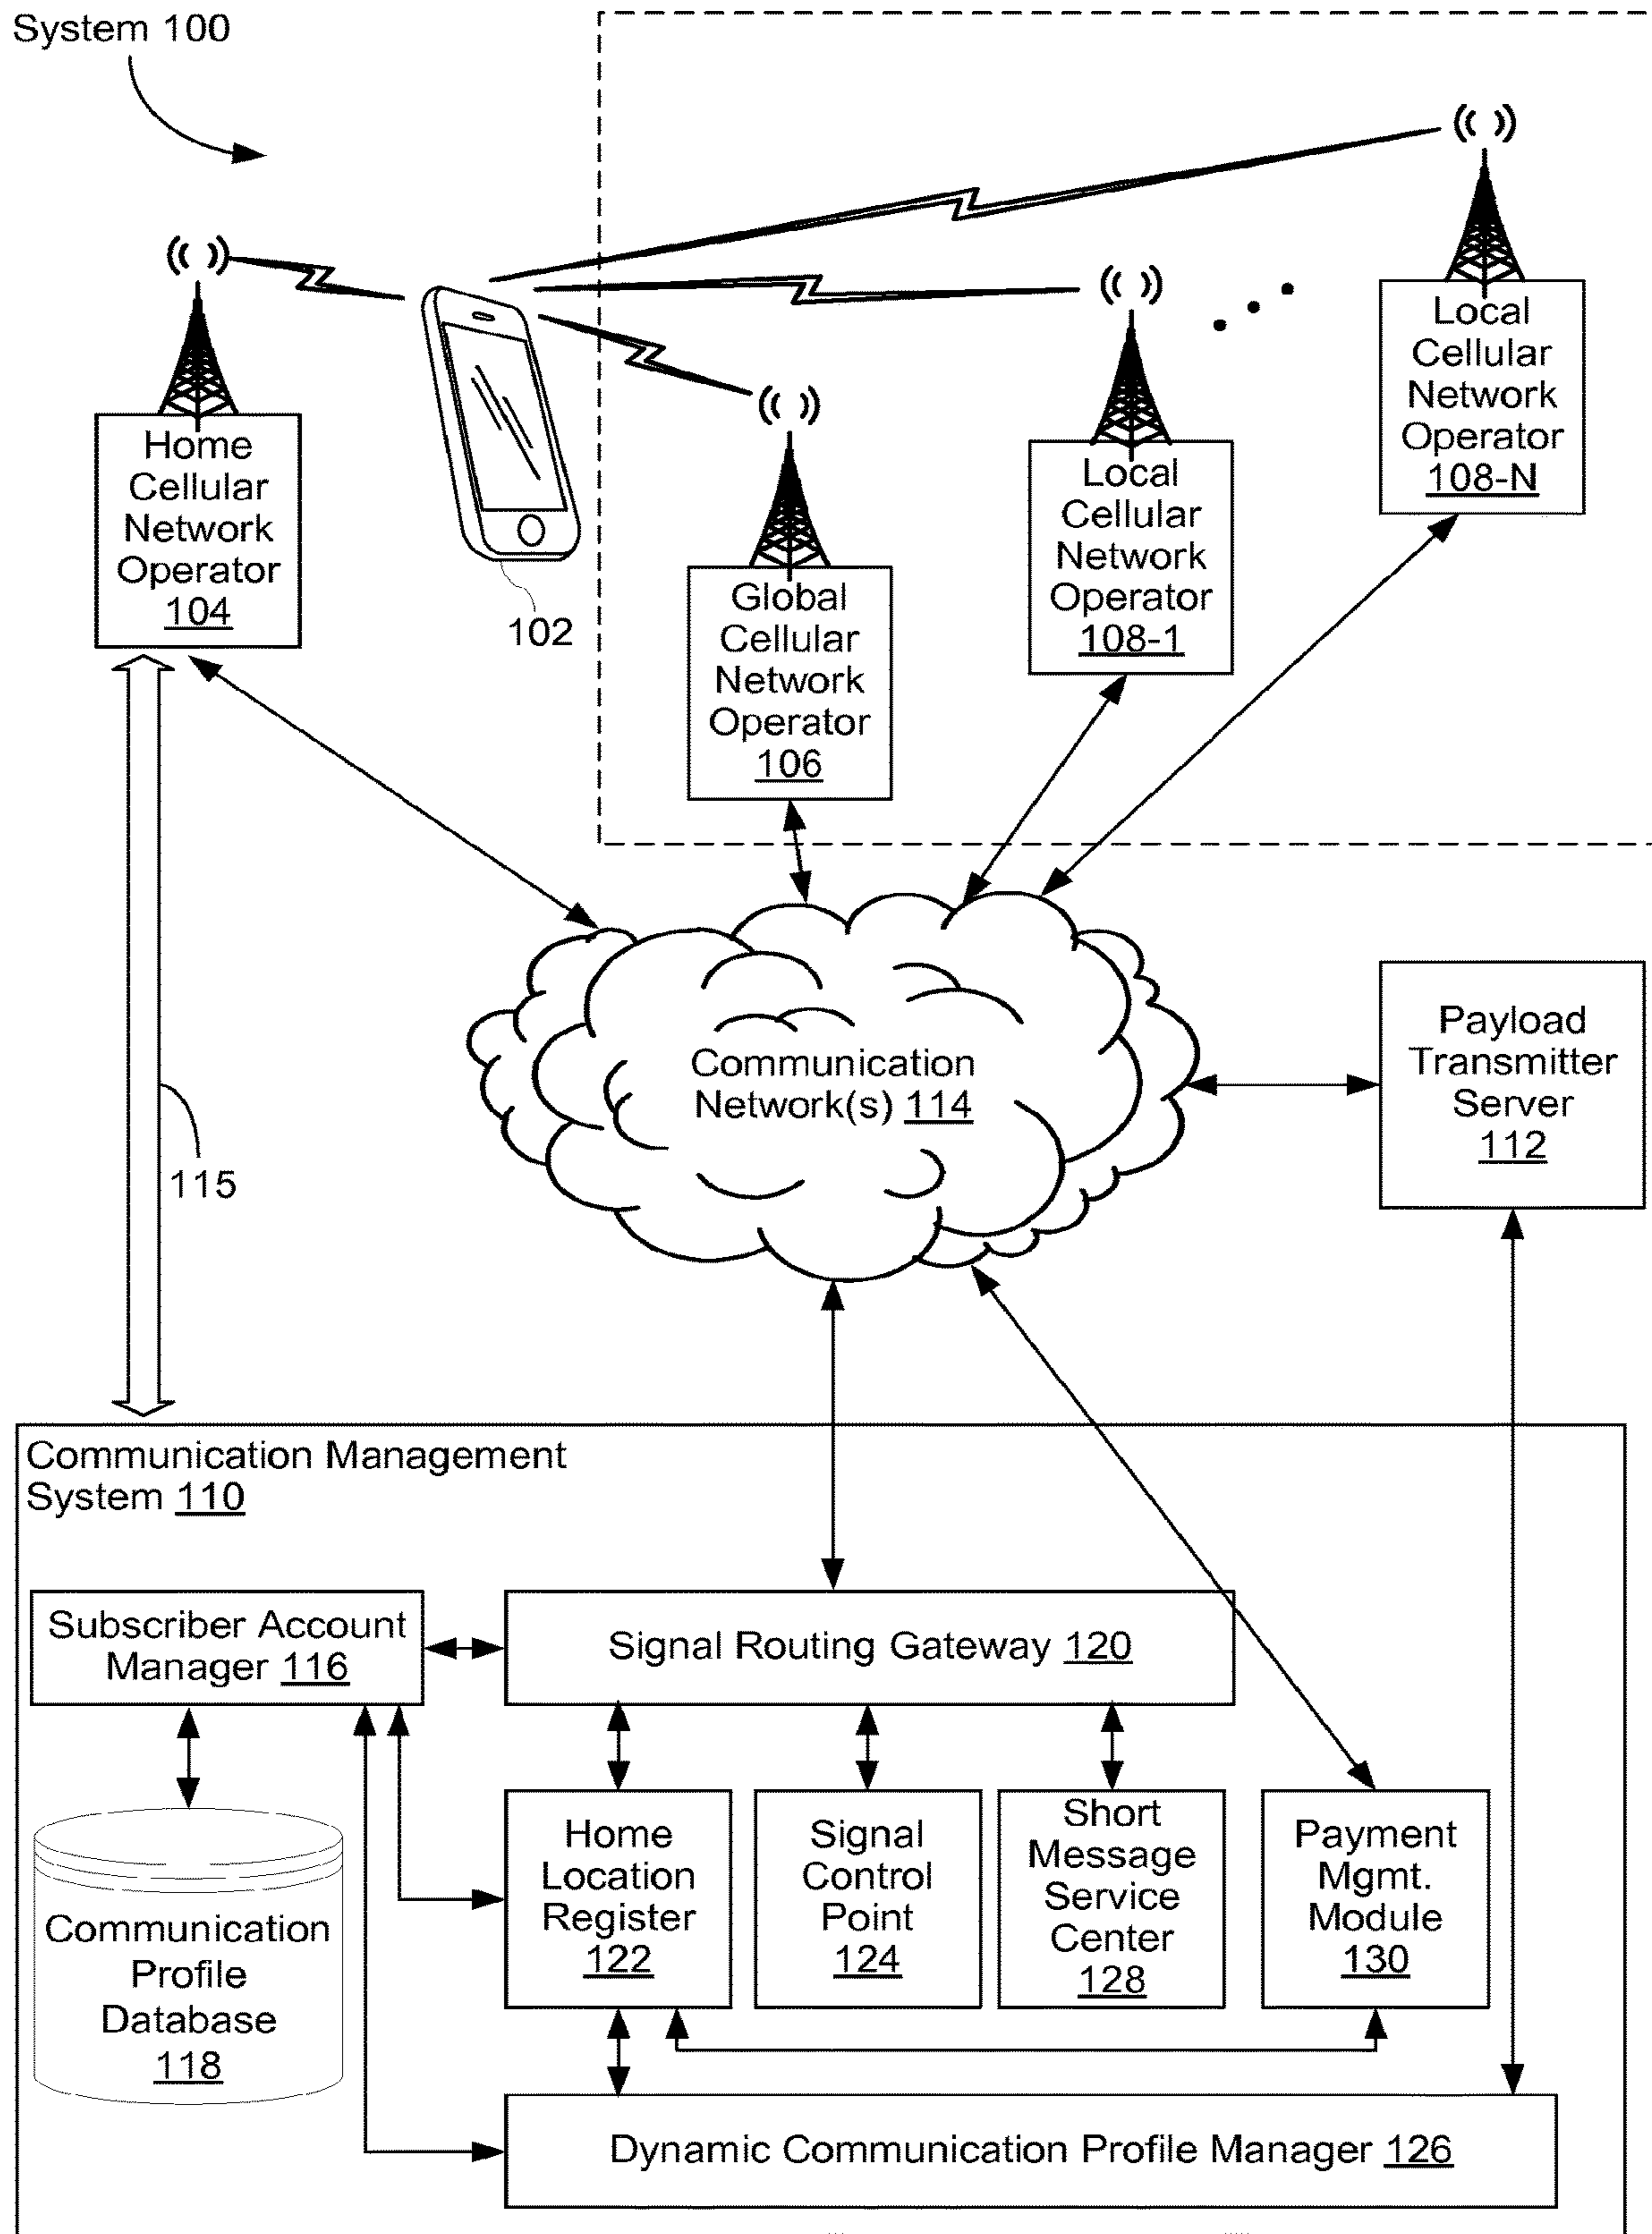 System 100
Home
Cellular
Network
Operator
104
102
Global
Cellular
Network
Operator
106
Local
Cellular
Network
Operator
108-1
Local
Cellular
Network
Operator
108-N
Communication
Network(s) 114
Payload
Transmitter
Server
112
115
Communication Management
System 110
Subscriber Account
Manager 116
Signal Routing Gateway 120
Communication
Profile
Database
118
Home
Location
Register
122
Signal
Control
Point
124
Short
Message
Service
Center
128
Payment
Mgmt.
Module
130
Dynamic Communication Profile Manager 126